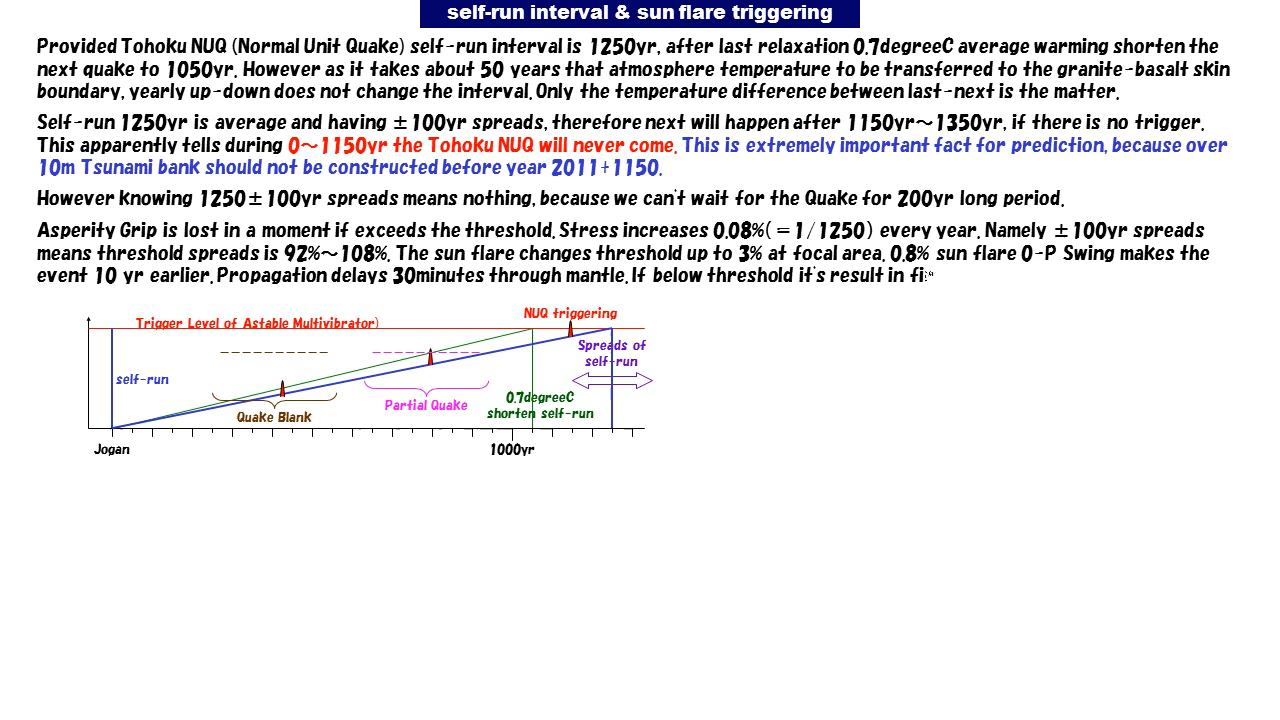 self-run interval & sun flare triggering
Provided Tohoku NUQ (Normal Unit Quake) self-run interval is 1250yr, after last relaxation 0.7degreeC average warming shorten the
next quake to 1050yr. However as it takes about 50 years that atmosphere temperature to be transferred to the granite-basalt skin
boundary, yearly up-down does not change the interval. Only the temperature difference between last-next is the matter.
Self-run 1250yr is average and having ±100yr spreads, therefore next will happen after 1150yr~1350yr, if there is no trigger.
This apparently tells during 0~1150yr the Tohoku NUQ will never come. This is extremely important fact for prediction, because over
10m Tsunami bank should not be constructed before year 2011+1150.
However knowing 1250±100yr spreads means nothing, because we can't wait for the Quake for 200yr long period.
Asperity Grip is lost in a moment if exceeds the threshold. Stress increases 0.08%(=1/1250) every year. Namely ±100yr spreads
means threshold spreads is 92%~108%. The sun flare changes threshold up to 3% at focal area. 0.8% sun flare 0-P Swing makes the
event 10 yr earlier. Propagation delays 30minutes through mantle. If below threshold it's result in
NUQ triggering
Trigger Level of Astable Multivibrator)
Spreads of
self-run
self-run
0.7degreeC
shorten self-run
Partial Quake
Quake Blank
Jogan
1000yr